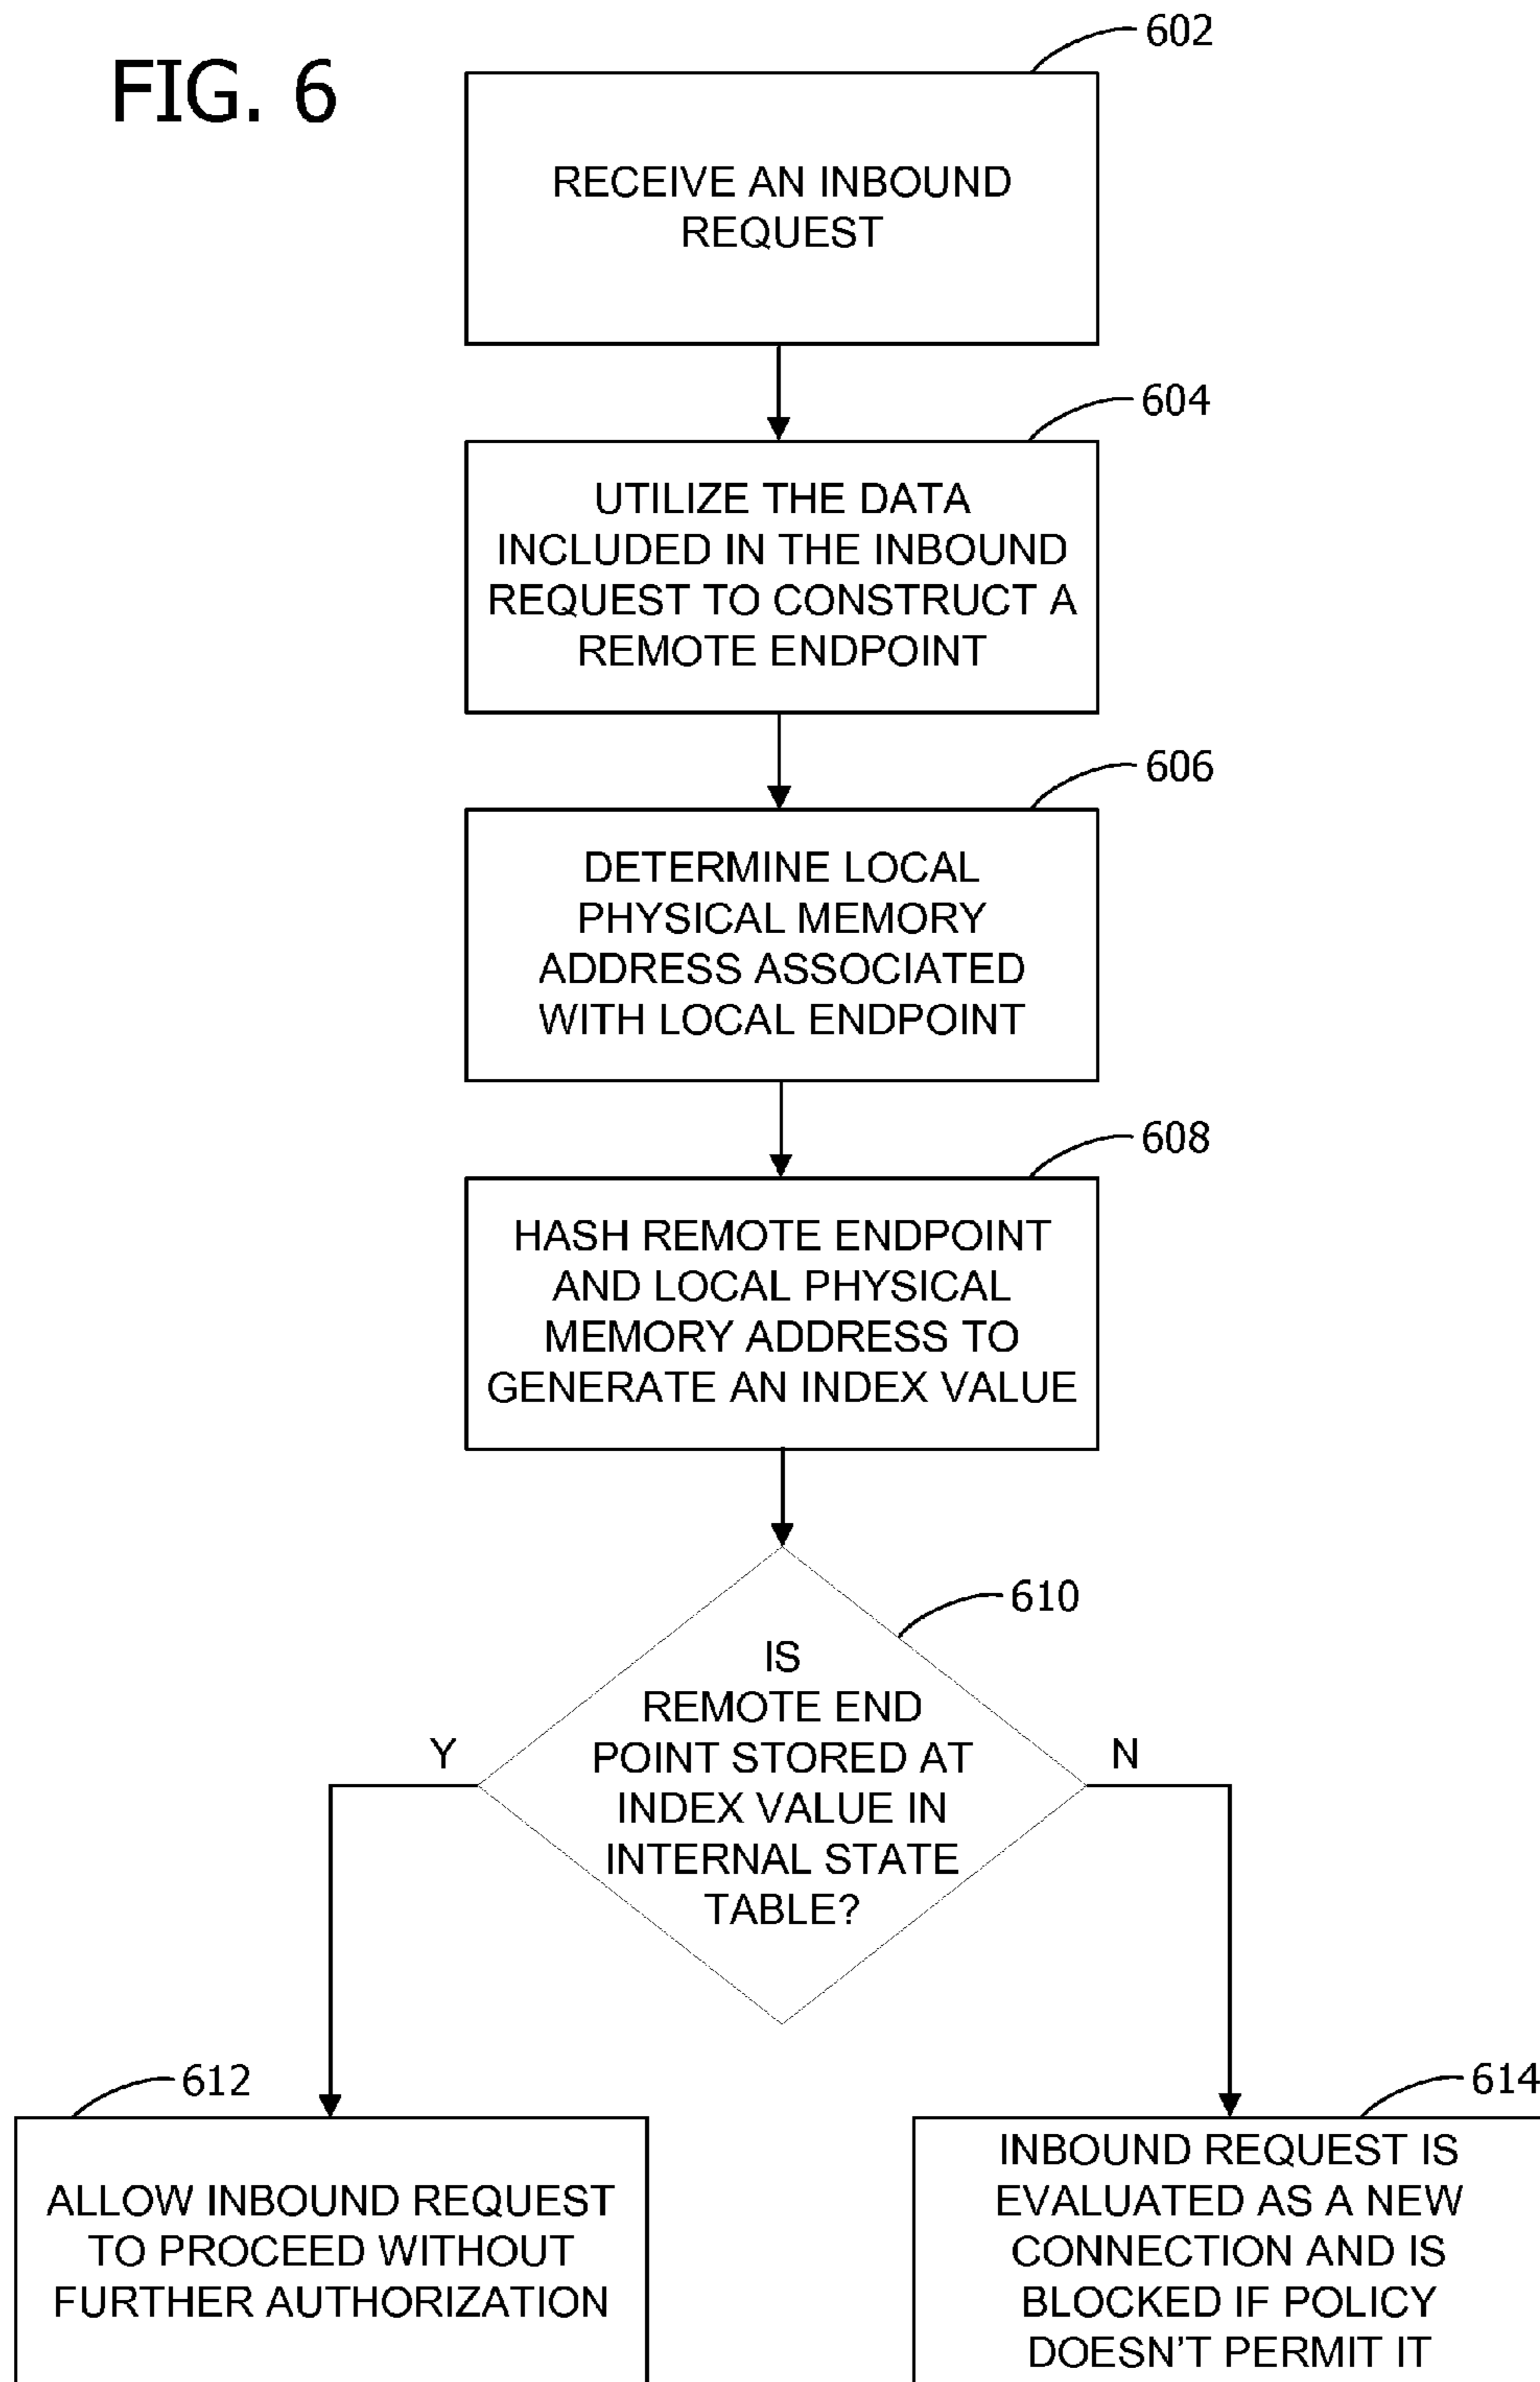 FIG. 6
602
RECEIVE AN INBOUND
REQUEST
604
UTILIZE THE DATA
INCLUDED IN THE INBOUND
REQUEST TO CONSTRUCT A
REMOTE ENDPOINT
606
DETERMINE LOCAL
PHYSICAL MEMORY
ADDRESS ASSOCIATED
WITH LOCAL ENDPOINT
608
HASH REMOTE ENDPOINT
AND LOCAL PHYSICAL
MEMORY ADDRESS TO
GENERATE AN INDEX VALUE
610
IS
REMOTE END
POINT STORED AT
INDEX VALUE IN
INTERNAL STATE
TABLE?
Y
N
612
ALLOW INBOUND REQUEST
TO PROCEED WITHOUT
FURTHER AUTHORIZATION
614
INBOUND REQUEST IS
EVALUATED AS A NEW
CONNECTION AND IS
BLOCKED IF POLICY
DOESN'T PERMIT IT